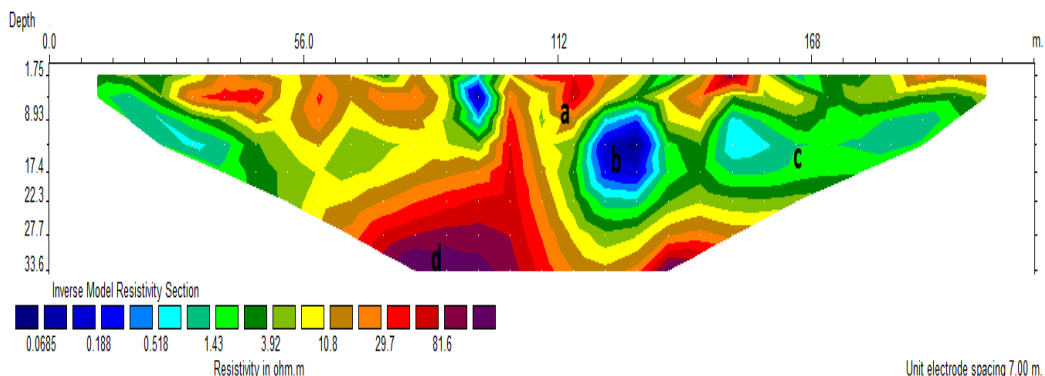 Depth
0.0 56.0 112 168 m.
1.75
8.93
a
b
c
17.4
22.3
27.7
d
33.6
Inverse Model Resistivity Section
0.0685 0.188 0.518 1.43 3.92 10.8 29.7 81.6
Resistivity in ohm.m
Unit electrode spacing 7.00 m.